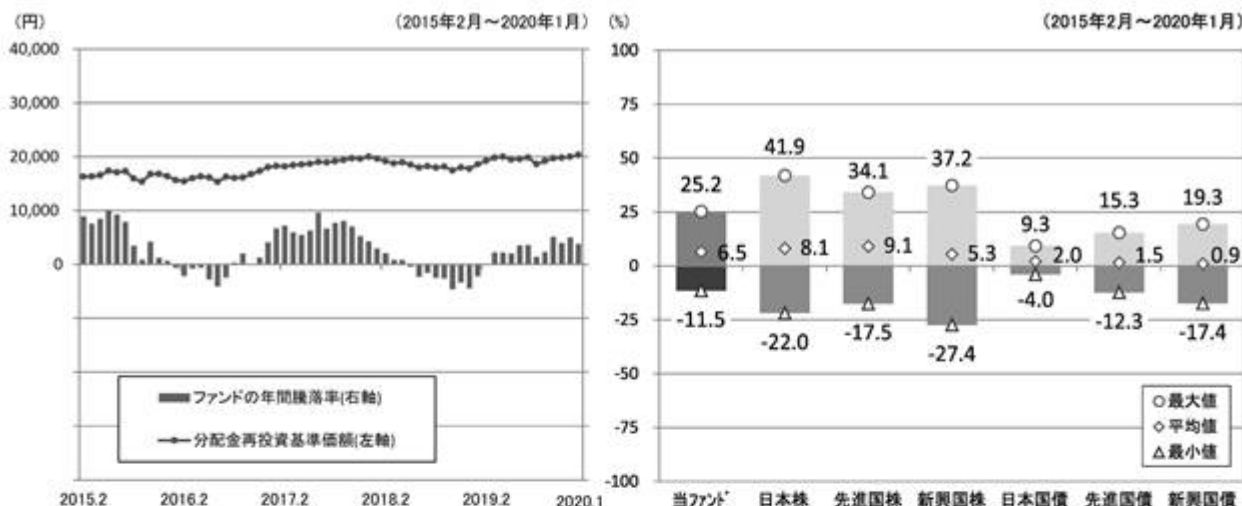 (円)
(2015年2月～2020年1月)
40,000
30,000
20,000
10,000
0
ファンドの年間騰落率(右軸)
分配金再投資基準価額(左軸)
2015.2 2016.2 2017.2 2018.2 2019.2 2020.1
(%)
(2015年2月～2020年1月)
100
75
50
25
0
-25
-50
-75
-100
25.2 41.9 34.1 37.2 9.3 15.3 19.3
6.5 8.1 9.1 5.3 2.0 1.5 0.9
-11.5 -22.0 -17.5 -27.4 -4.0 -12.3 -17.4
最大値
平均値
最小値
当ファンド 日本株 先進国株 新興国株 日本国債 先進国債 新興国債